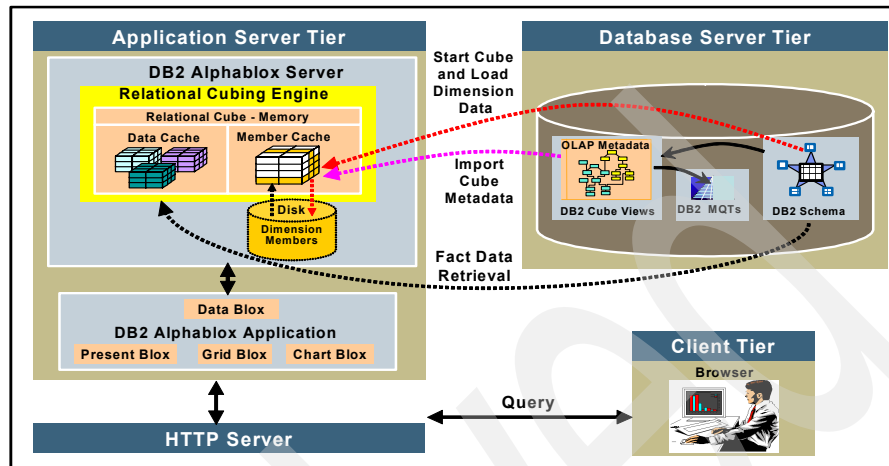 Application Server Tier
DB2 Alphablox Server
Relational Cubing Engine
Relational Cube - Memory
Data Cache
Member Cache
Disk
Dimension
Members
Data Blox
DB2 Alphablox Application
Present Blox
Grid Blox
Chart Blox
HTTP Server
Start Cube
and Load
Dimension
Data
Import
Cube
Metadata
Fact Data
Retrieval
Query
Database Server Tier
OLAP Metadata
DB2 Cube Views
DB2 MQTs
DB2 Schema
Client Tier
Browser